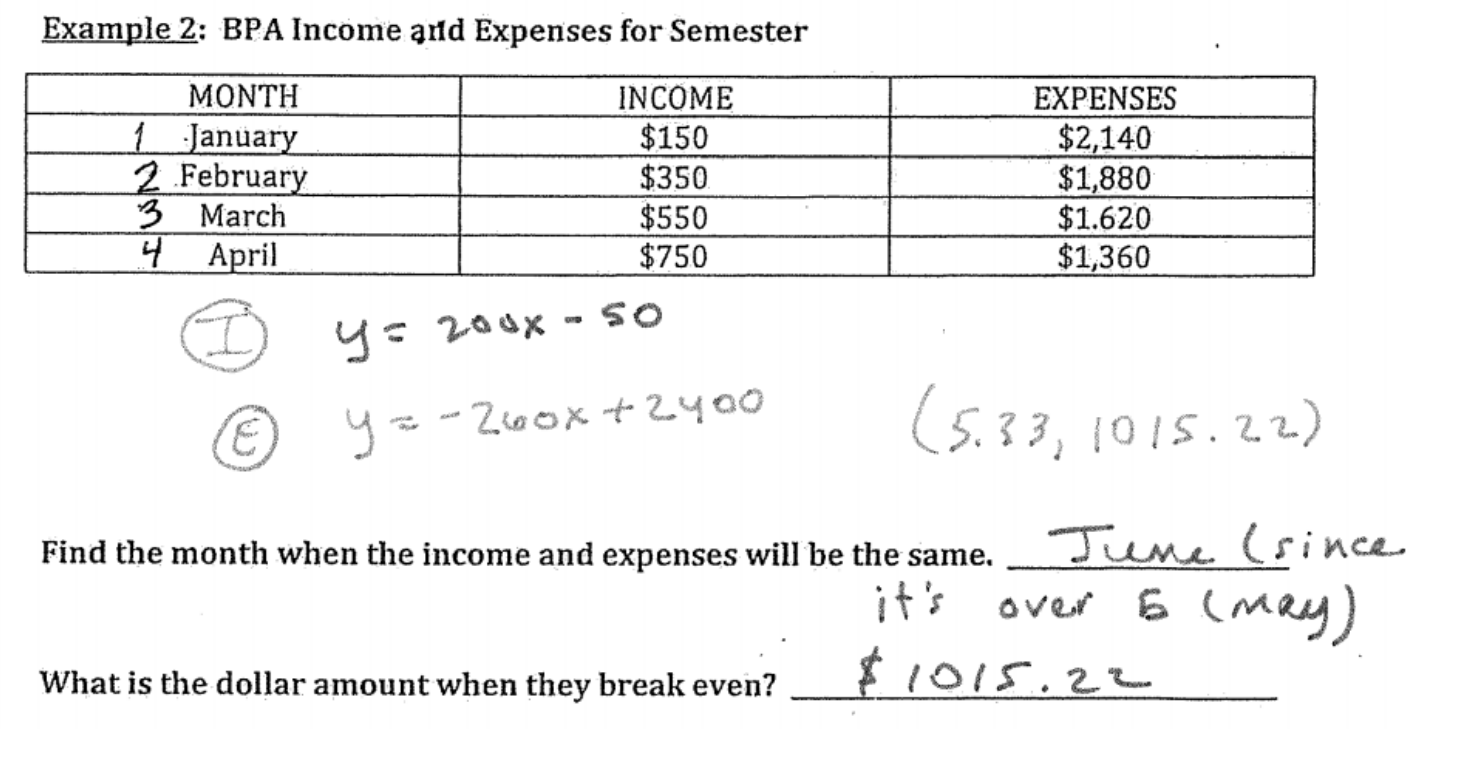 Example 2: BPA Income and Expenses for Semester
MONTH INCOME EXPENSES
1 January $150 $2,140
2 February $350 $1,880
3 March $550 $1.620
4 April $750 $1,360
I y = 200x - 50
E y = -260x + 2400
(5.33, 1015.22)
Find the month when the income and expenses will be the same. June (since
it's over 5 (May)
What is the dollar amount when they break even? $1015.22